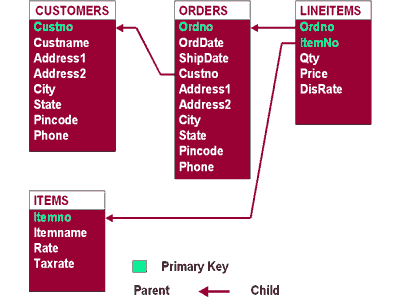 CUSTOMERS
Custno
Custname
Address1
Address2
City
State
Pincode
Phone
ORDERS
Ordno
OrdDate
ShipDate
Custno
Address1
Address2
City
State
Pincode
Phone
LINEITEMS
Ordno
ItemNo
Qty
Price
DisRate
ITEMS
Itemno
Itemname
Rate
Taxrate
Primary Key
Parent Child